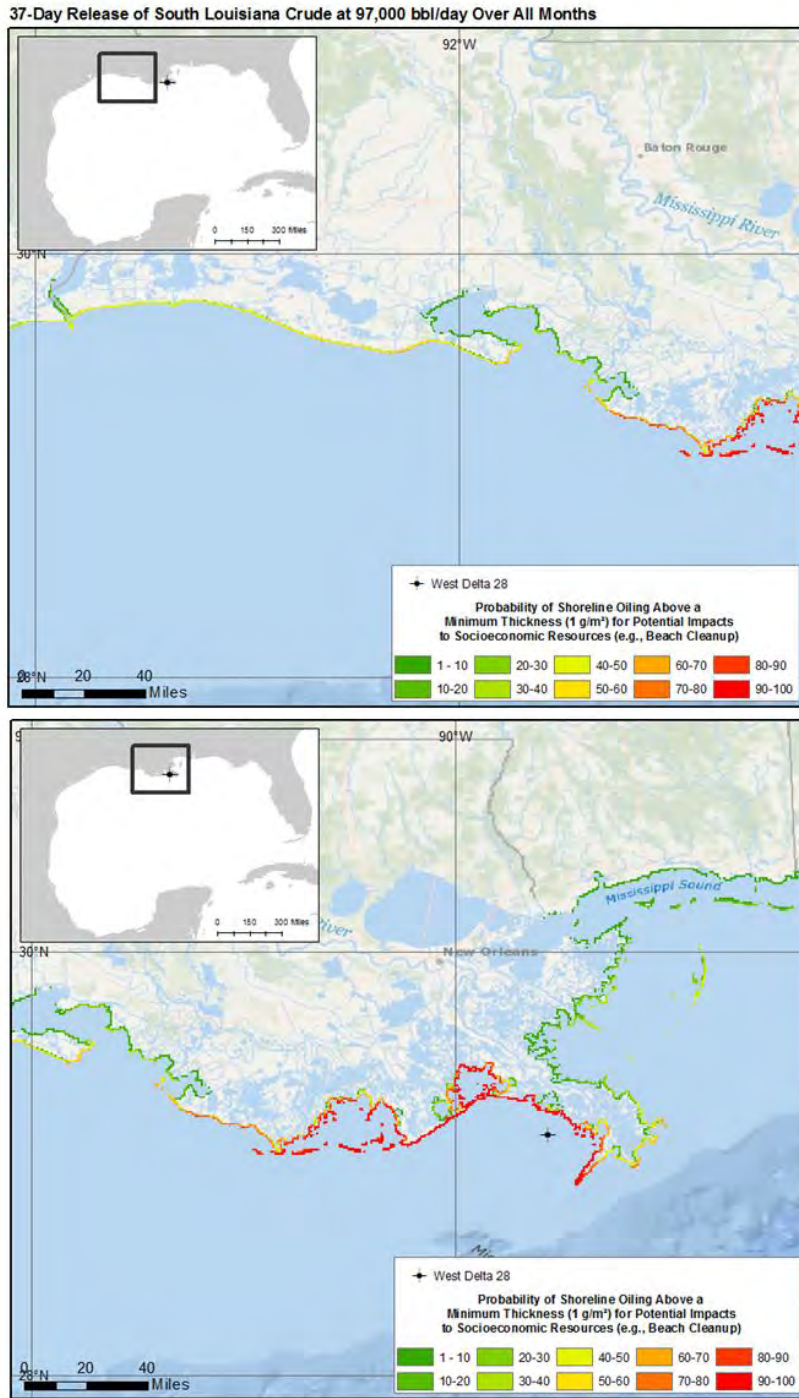 37-Day Release of South Louisiana Crude at 97,000 bbl/day Over All Months
92°W
0 150 300 Miles
Baton Rouge
Mississippi River
30°N
West Delta 28
Probability of Shoreline Oiling Above a
Minimum Thickness (1 g/m²) for Potential Impacts
to Socioeconomic Resources (e.g., Beach Cleanup)
1 - 10 20-30 40-50 60-70 80-90
10-20 30-40 50-60 70-80 90-100
28°N
0 20 40
Miles
90°W
0 150 300 Miles
Mississippi Sound
River
New Orleans
30°N
West Delta 28
Probability of Shoreline Oiling Above a
Minimum Thickness (1 g/m²) for Potential Impacts
to Socioeconomic Resources (e.g., Beach Cleanup)
1 - 10 20-30 40-50 60-70 80-90
10-20 30-40 50-60 70-80 90-100
28°N
0 20 40
Miles